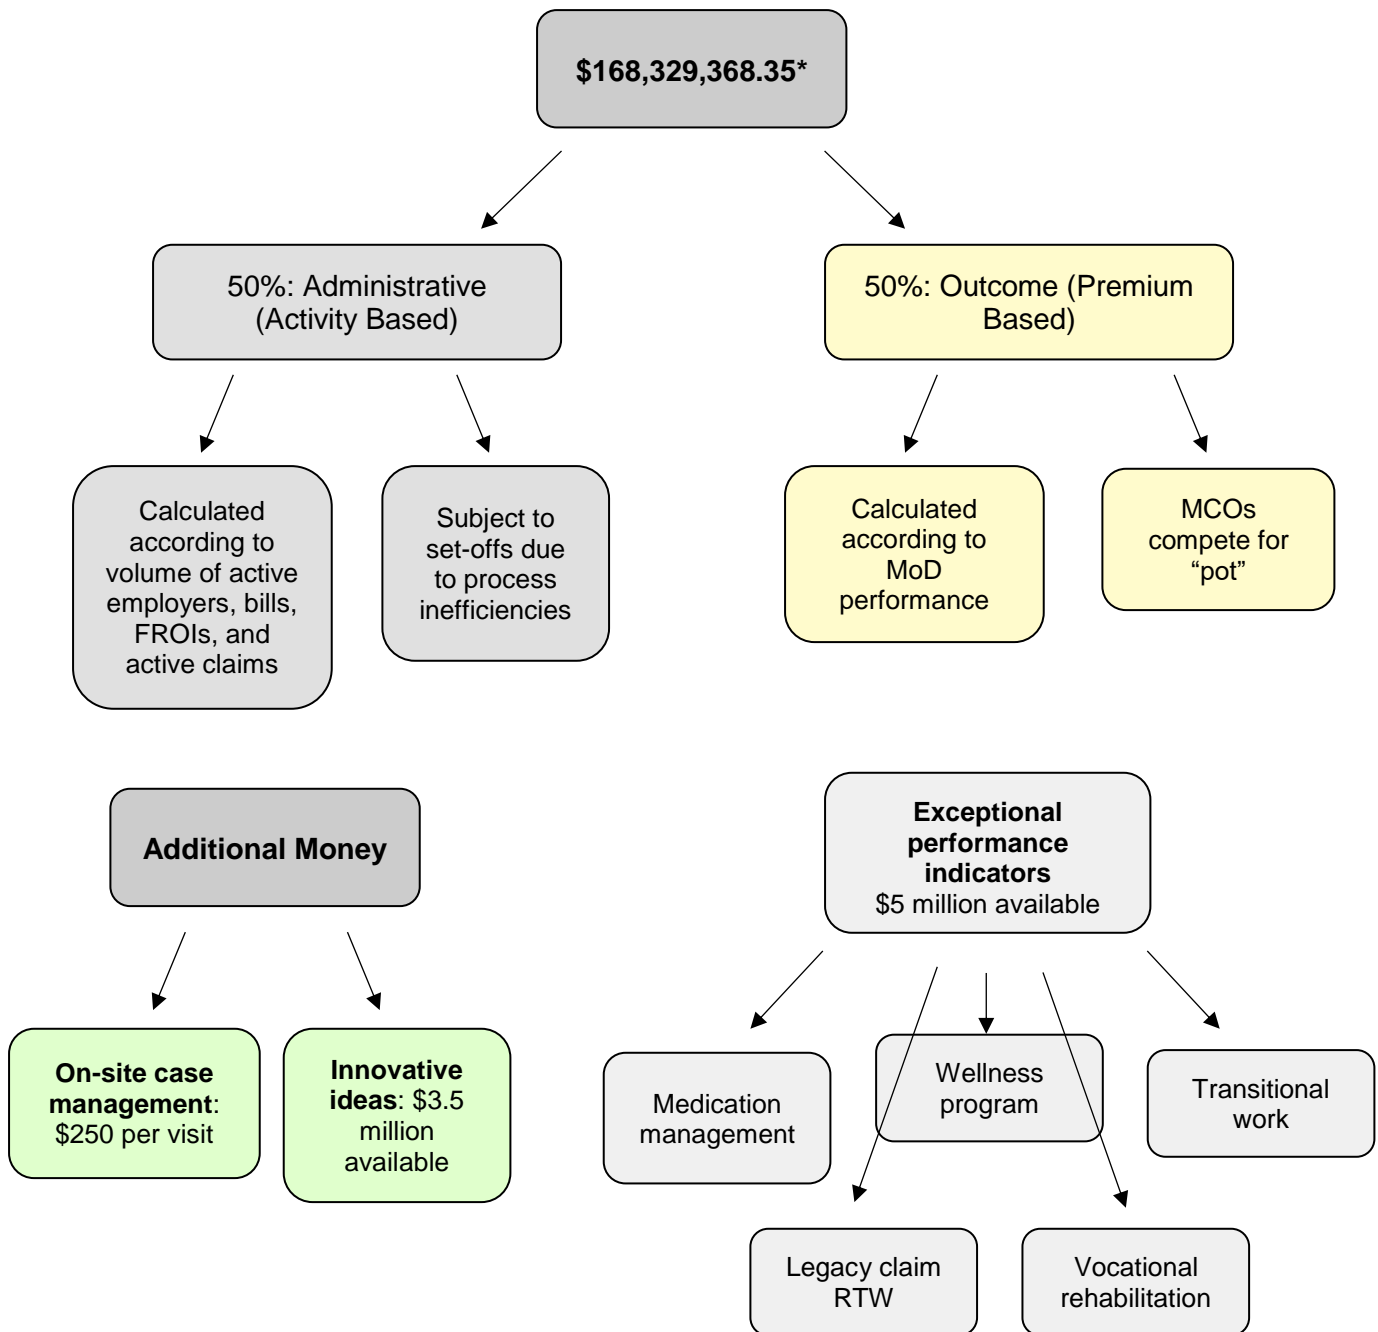 $168,329,368.35*
50%: Administrative
(Activity Based)
50%: Outcome (Premium
Based)
Calculated
according to
volume of active
employers, bills,
FROIs, and
active claims
Subject to
set-offs due
to process
inefficiencies
Calculated
according to
MoD
performance
MCOs
compete for
“pot”
Additional Money
Exceptional
performance
indicators
$5 million available
On-site case
management:
$250 per visit
Innovative
ideas: $3.5
million
available
Medication
management
Wellness
program
Transitional
work
Legacy claim
RTW
Vocational
rehabilitation